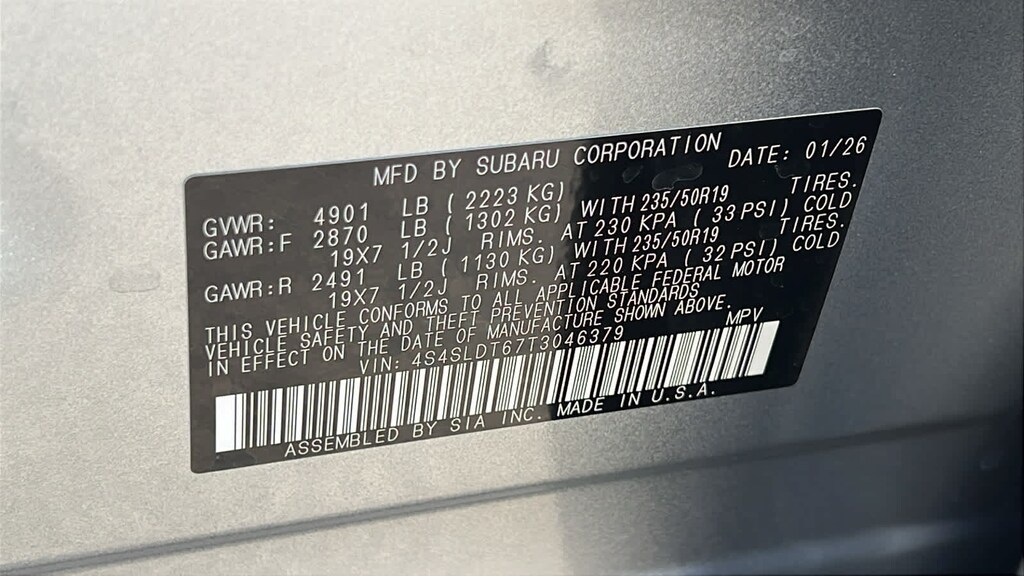 MFD BY SUBARU CORPORATION DATE: 01/26
GVWR: 4901 LB ( 2223 KG)
GAWR:F 2870 LB ( 1302 KG) WITH 235/50R19 TIRES.
19X7 1/2J RIMS. AT 230 KPA ( 33 PSI) COLD
GAWR:R 2491 LB ( 1130 KG) WITH 235/50R19 TIRES.
19X7 1/2J RIMS. AT 220 KPA ( 32 PSI) COLD
THIS VEHICLE CONFORMS TO ALL APPLICABLE FEDERAL MOTOR
VEHICLE SAFETY AND THEFT PREVENTION STANDARDS
IN EFFECT ON THE DATE OF MANUFACTURE SHOWN ABOVE.
VIN: 4S4SLDT67T3046379 MPV
ASSEMBLED BY SIA INC. MADE IN U.S.A.